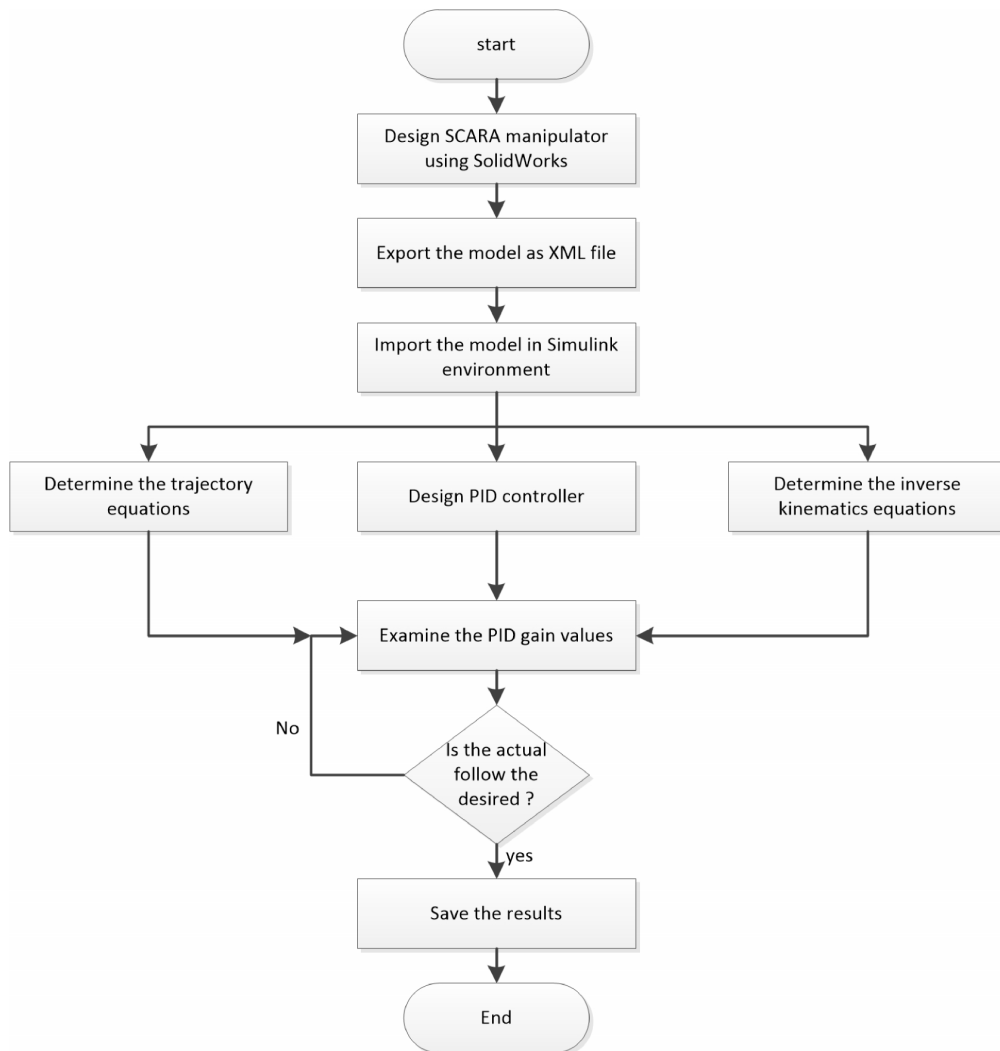 start
Design SCARA manipulator
using SolidWorks
Export the model as XML file
Import the model in Simulink
environment
Determine the trajectory
equations
Design PID controller
Determine the inverse
kinematics equations
Examine the PID gain values
No
Is the actual
follow the
desired ?
yes
Save the results
End